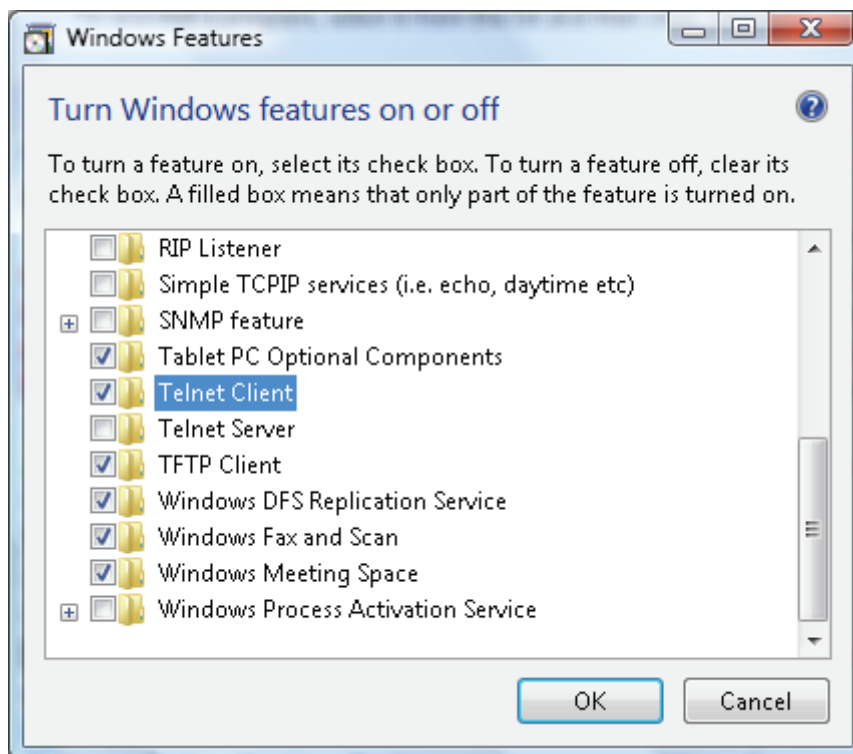 Windows Features
Turn Windows features on or off
To turn a feature on, select its check box. To turn a feature off, clear its
check box. A filled box means that only part of the feature is turned on.
RIP Listener
Simple TCPIP services (i.e. echo, daytime etc)
SNMP feature
Tablet PC Optional Components
Telnet Client
Telnet Server
TFTP Client
Windows DFS Replication Service
Windows Fax and Scan
Windows Meeting Space
Windows Process Activation Service
OK Cancel